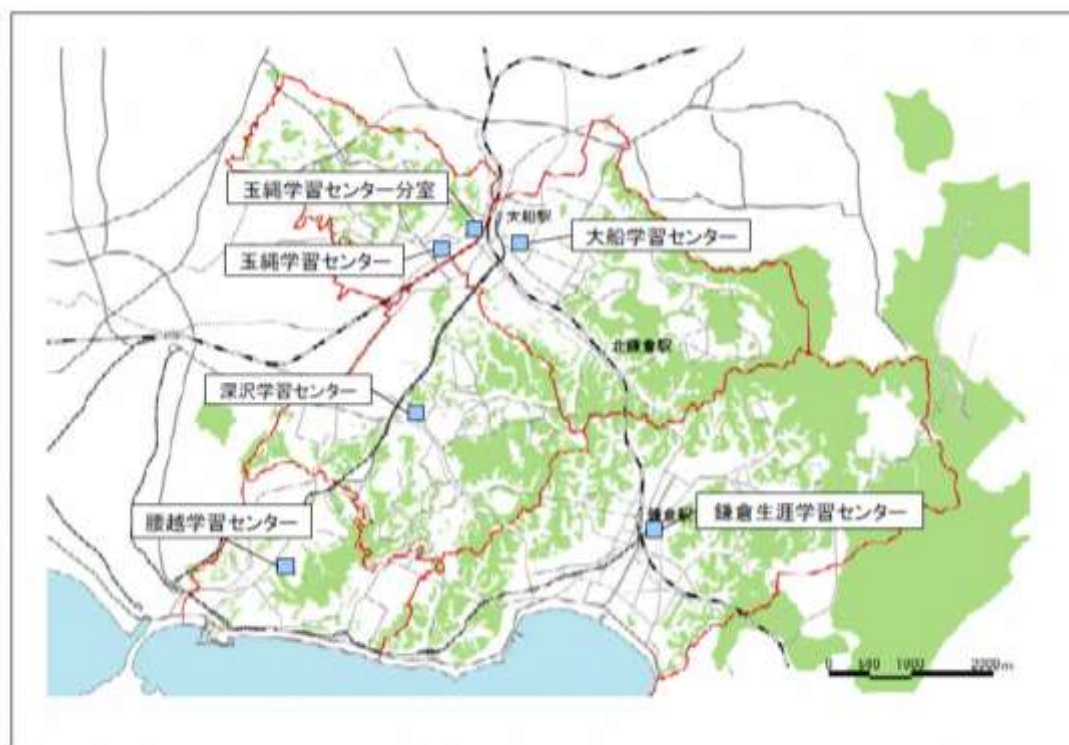 玉縄学習センター分室
大船駅
大船学習センター
玉縄学習センター
北鎌倉駅
深沢学習センター
腰越学習センター
鎌倉駅
鎌倉生涯学習センター
0 500 1000 2000m